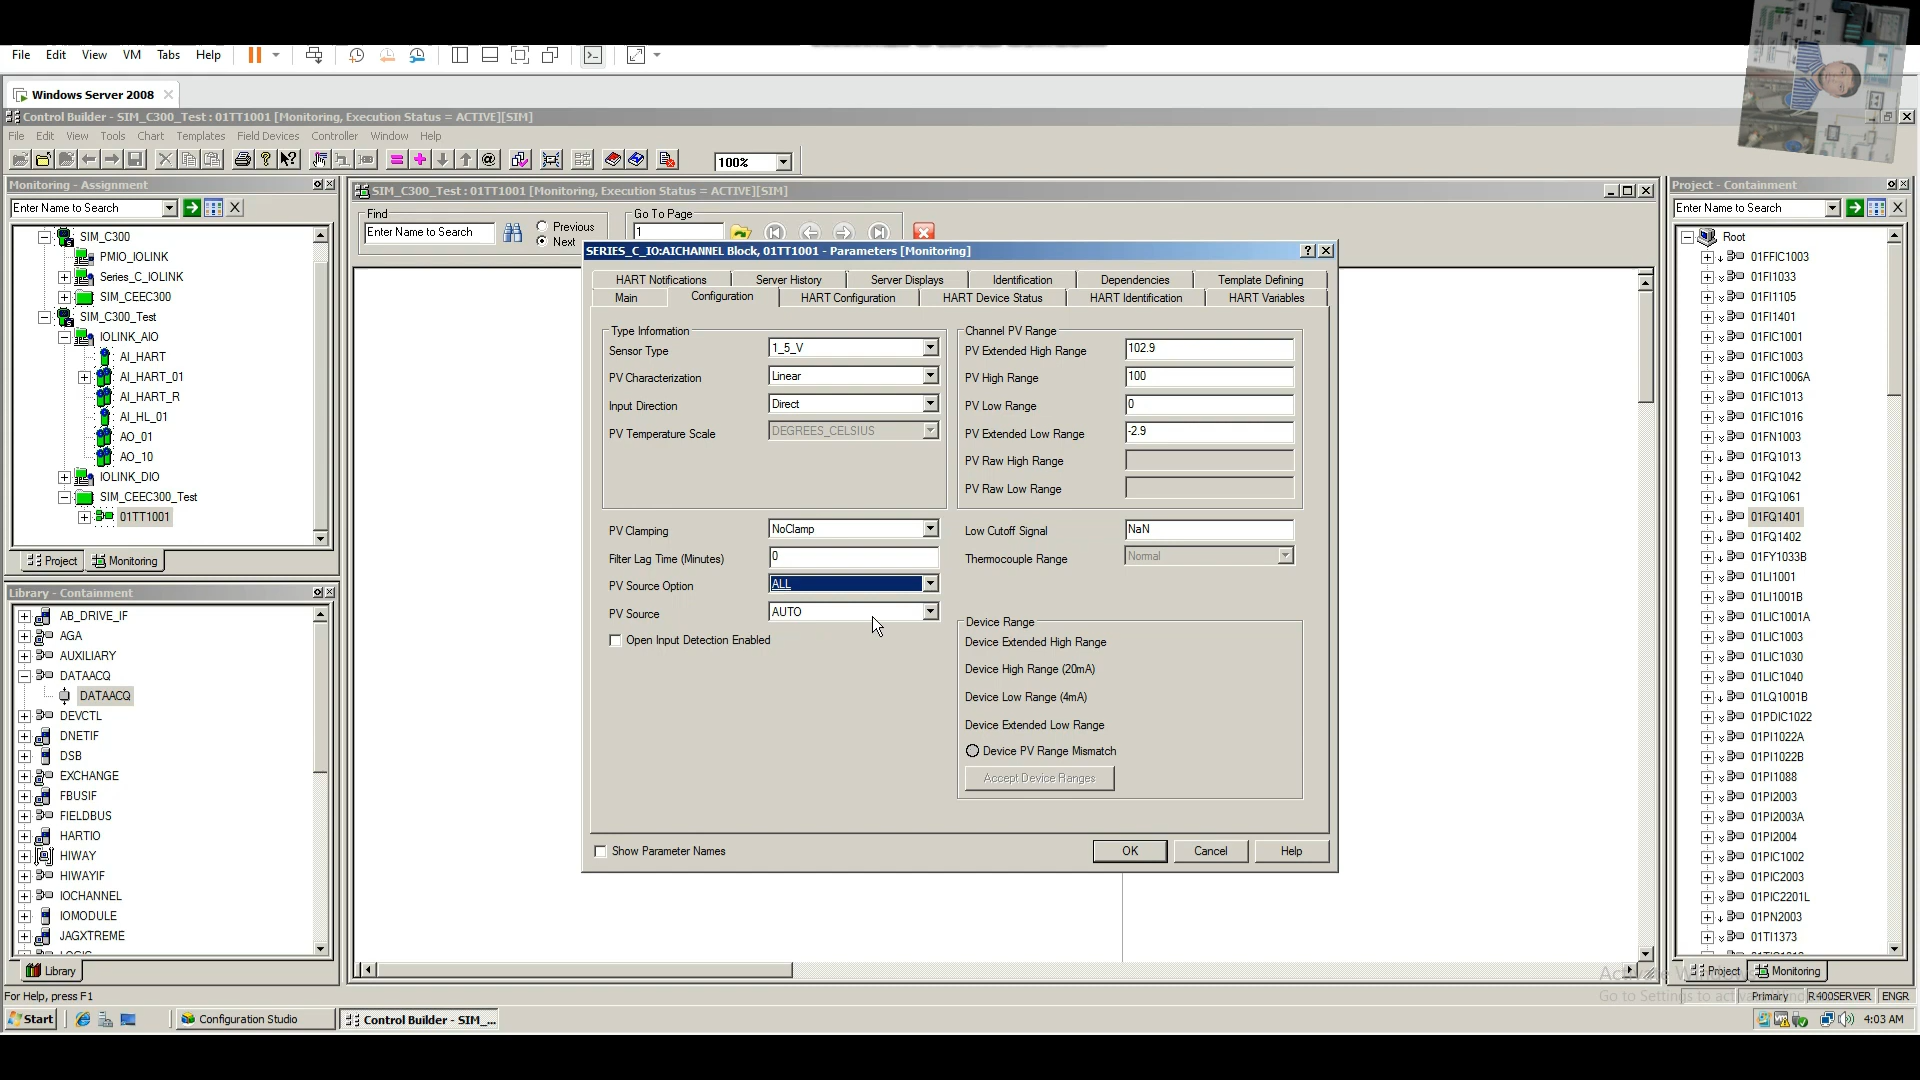 File Edit View VM Tabs Help
Windows Server 2008
Control Builder - SIM_C300_Test : 01TT1001 [Monitoring, Execution Status = ACTIVE][SIM]
File Edit View Tools Chart Templates Field Devices Controller Window Help
100%
Monitoring - Assignment
Enter Name to Search
SIM_C300
PMIO_IOLINK
Series_C_IOLINK
SIM_CEEC300
SIM_C300_Test
IOLINK_AIO
AI_HART
AI_HART_01
AI_HART_R
AI_HL_01
AO_01
AO_10
IOLINK_DIO
SIM_CEEC300_Test
01TT1001
Project Monitoring
Library - Containment
Enter Name to Search
AB_DRIVE_IF
AGA
AUXILIARY
DATAACQ
DATAACQ
DEVCTL
DNETIF
DSB
EXCHANGE
FBUSIF
FIELDBUS
HARTIO
HIWAY
HIWAYIF
IOCHANNEL
IOMODULE
JAGXTREME
Library
SIM_C300_Test : 01TT1001 [Monitoring, Execution Status = ACTIVE][SIM]
Find
Enter Name to Search
Previous
Next
Go To Page
1
SERIES_C_IO:AICHANNEL Block, 01TT1001 - Parameters [Monitoring]
HART Notifications Server History Server Displays Identification Dependencies Template Defining
Main Configuration HART Configuration HART Device Status HART Identification HART Variables
Type Information
Sensor Type 1_5_V
PV Characterization Linear
Input Direction Direct
PV Temperature Scale DEGREES_CELSIUS
PV Clamping NoClamp
Filter Lag Time (Minutes) 0
PV Source Option ALL
PV Source AUTO
Open Input Detection Enabled
Channel PV Range
PV Extended High Range 102.9
PV High Range 100
PV Low Range 0
PV Extended Low Range -2.9
PV Raw High Range
PV Raw Low Range
Low Cutoff Signal NaN
Thermocouple Range Normal
Device Range
Device Extended High Range
Device High Range (20mA)
Device Low Range (4mA)
Device Extended Low Range
Device PV Range Mismatch
Accept Device Ranges
Show Parameter Names
OK Cancel Help
Project - Containment
Enter Name to Search
Root
01FFIC1003
01FI1033
01FI1105
01FI1401
01FIC1001
01FIC1003
01FIC1006A
01FIC1013
01FIC1016
01FN1003
01FQ1013
01FQ1042
01FQ1061
01FQ1401
01FQ1402
01FY1033B
01LI1001
01LI1001B
01LIC1001A
01LIC1003
01LIC1030
01LIC1040
01LQ1001B
01PDIC1022
01PI1022A
01PI1022B
01PI1088
01PI2003
01PI2003A
01PI2004
01PIC1002
01PIC2003
01PIC2201L
01PN2003
01TI1373
Project Monitoring
For Help, press F1
Primary R400SERVER ENGR
Start Configuration Studio Control Builder - SIM_... 4:03 AM